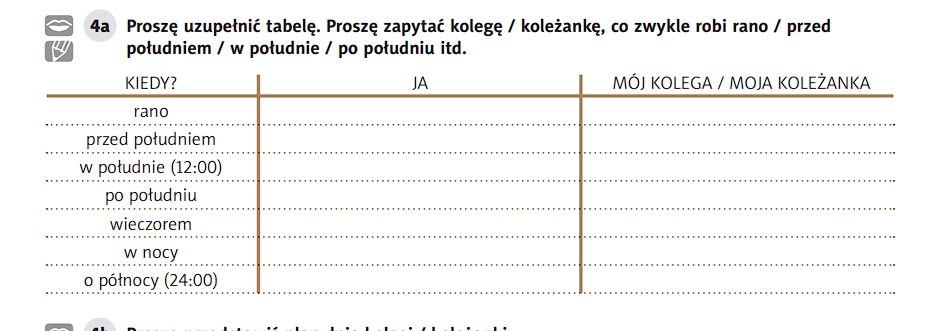 4a Proszę uzupełnić tabelę. Proszę zapytać kolegę / koleżankę, co zwykle robi rano / przed
południem / w południe / po południu itd.
KIEDY? JA MÓJ KOLEGA / MOJA KOLEŻANKA
rano
przed południem
w południe (12:00)
po południu
wieczorem
w nocy
o północy (24:00)